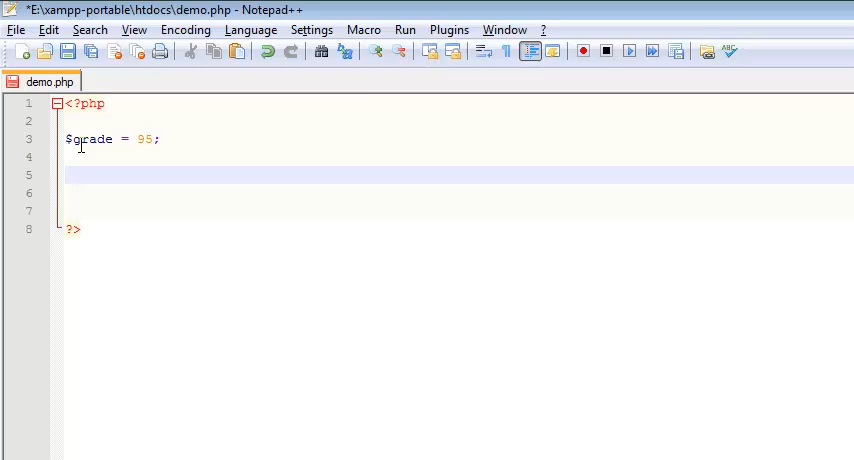 *E:\xampp-portable\htdocs\demo.php - Notepad++
File Edit Search View Encoding Language Settings Macro Run Plugins Window ?
ABC
demo.php
1 <?php
2
3 $grade = 95;
4
5
6
7
8 ?>